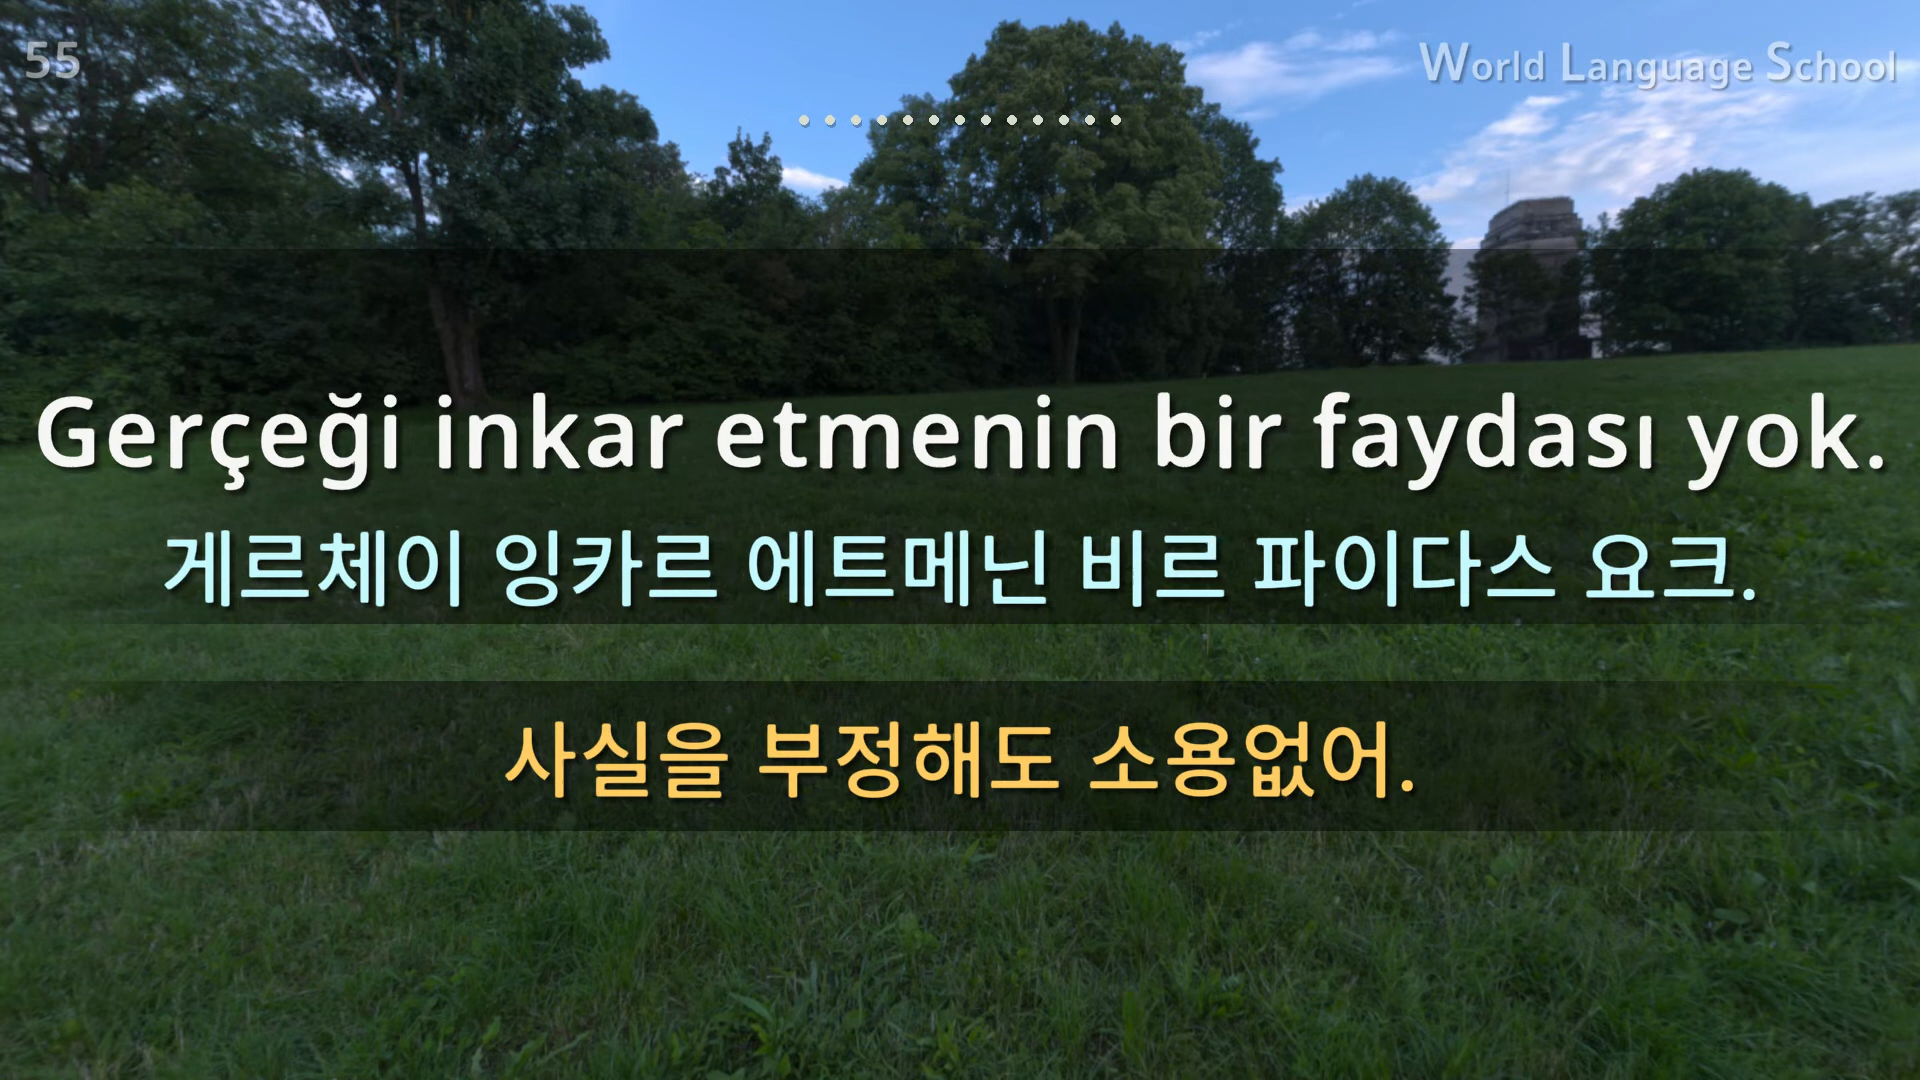 55
World Language School
Gerçeği inkar etmenin bir faydası yok.
게르체이 잉카르 에트메닌 비르 파이다스 요크.
사실을 부정해도 소용없어.